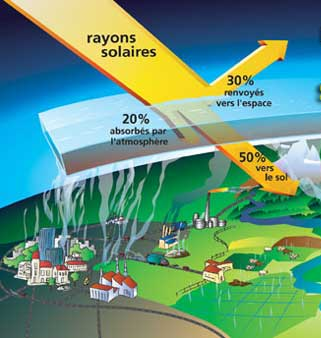 rayons
solaires
30%
renvoyés
vers l'espace
20%
absorbés par
l'atmosphère
50%
vers
le sol